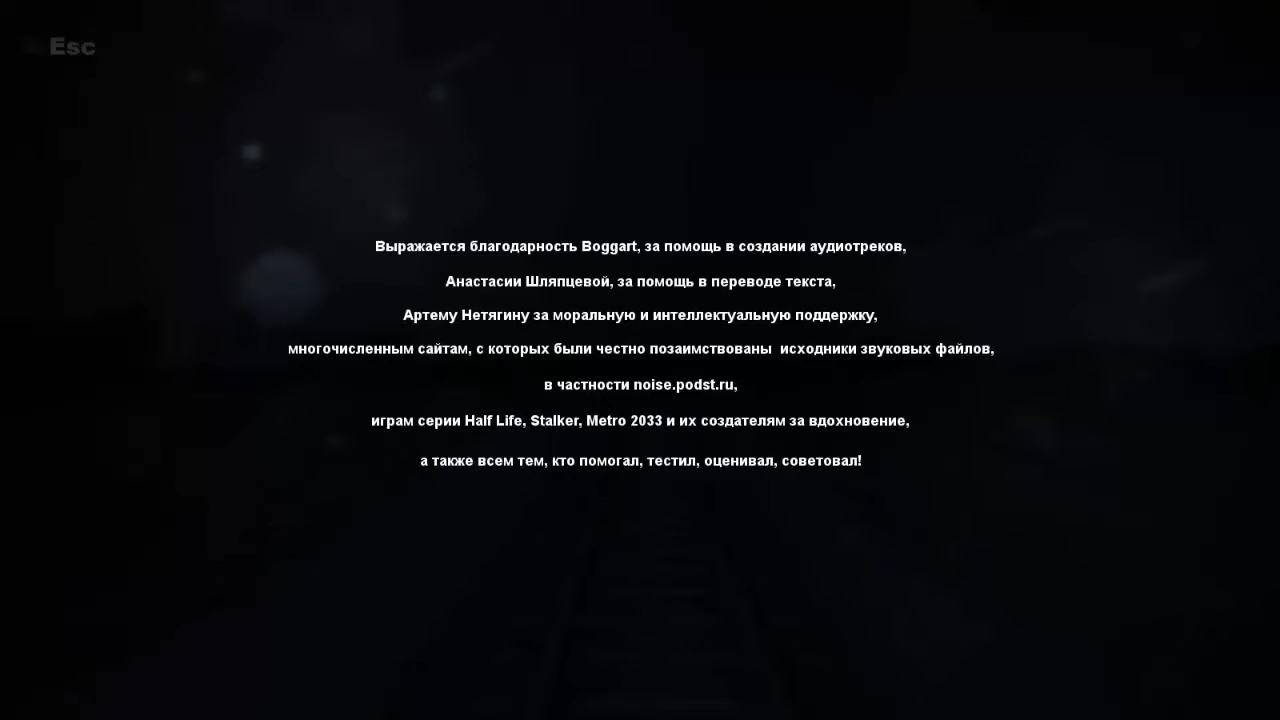 Esc
Выражается благодарность Boggart, за помощь в создании аудиотреков,
Анастасии Шляпцевой, за помощь в переводе текста,
Артему Нетягину за моральную и интеллектуальную поддержку,
многочисленным сайтам, с которых были честно позаимствованы  исходники звуковых файлов,
в частности noise.podst.ru,
играм серии Half Life, Stalker, Metro 2033 и их создателям за вдохновение,
а также всем тем, кто помогал, тестил, оценивал, советовал!